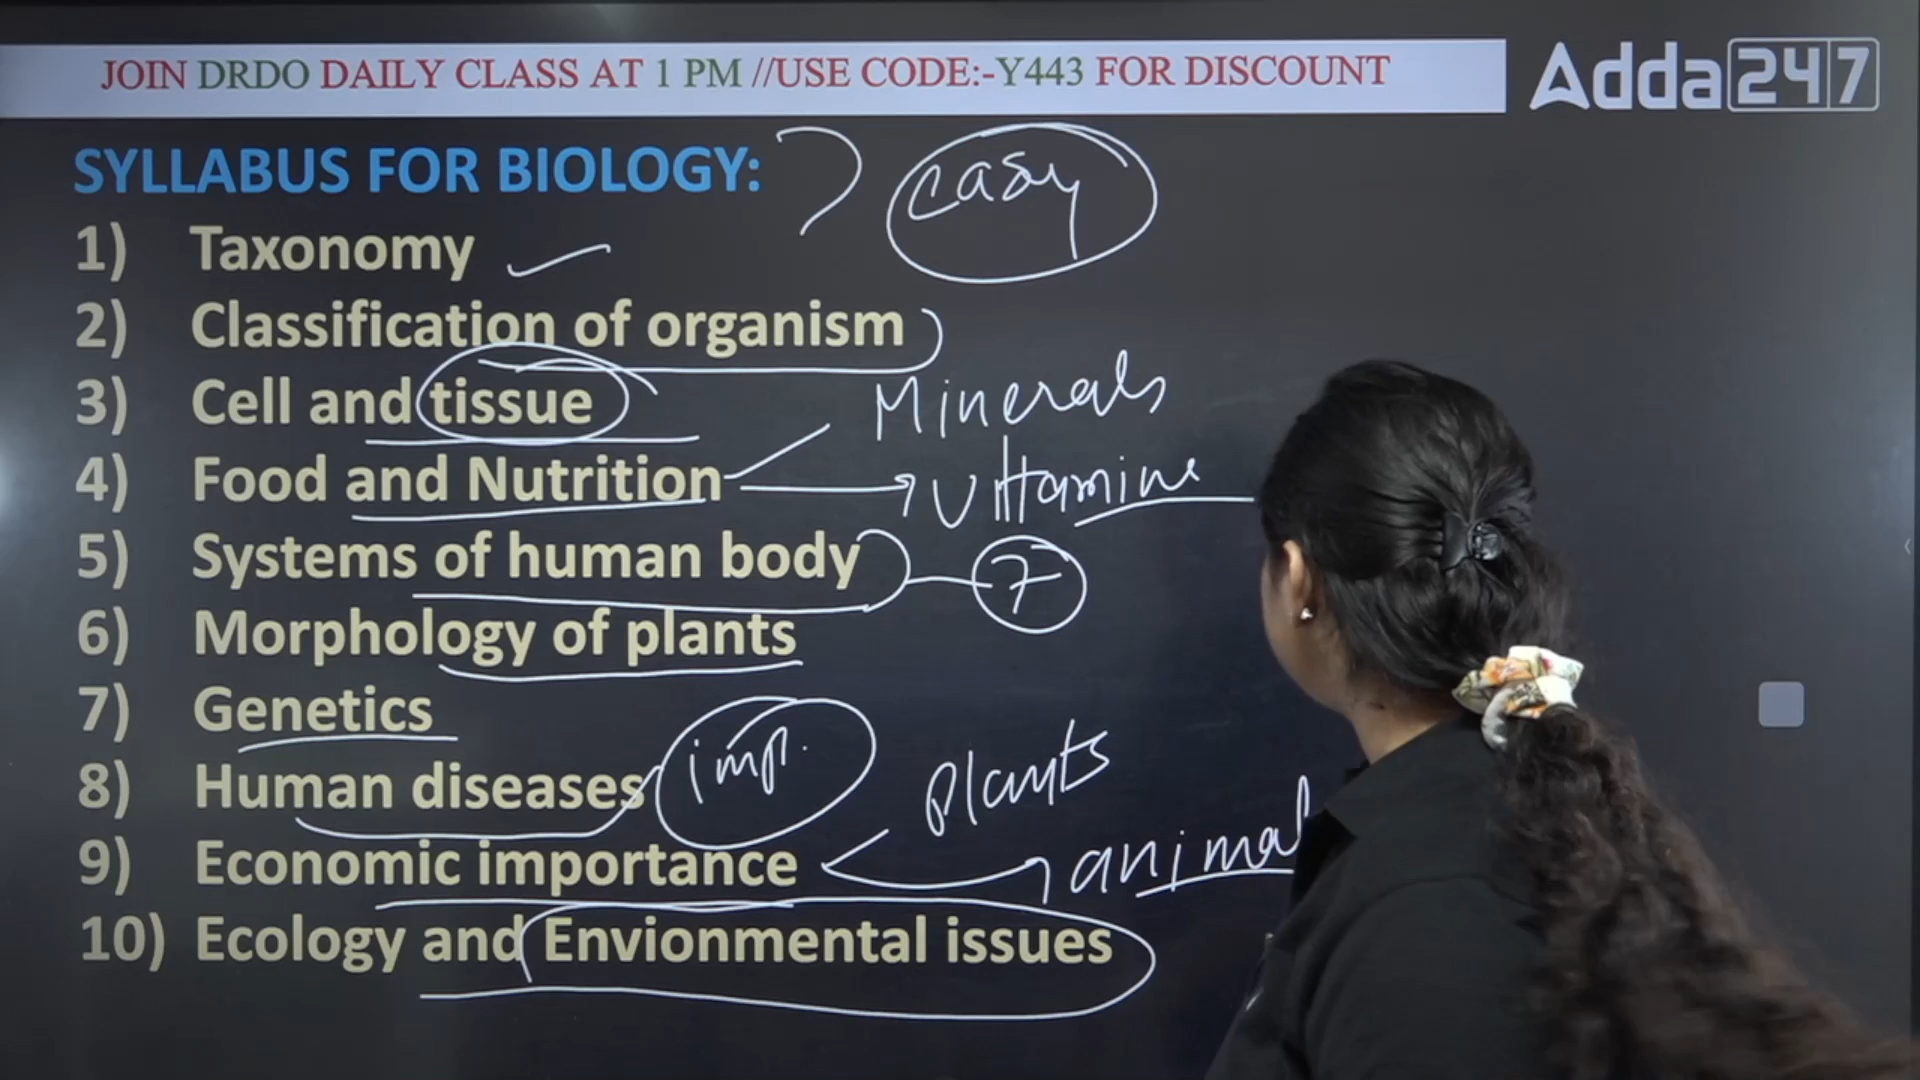 JOIN DRDO DAILY CLASS AT 1 PM //USE CODE:-Y443 FOR DISCOUNT
Adda247
SYLLABUS FOR BIOLOGY:
easy
1) Taxonomy
2) Classification of organism
3) Cell and tissue
Minerals
4) Food and Nutrition
Vitamins
5) Systems of human body
7
6) Morphology of plants
7) Genetics
8) Human diseases
imp.
Plants
9) Economic importance
animal
10) Ecology and Envionmental issues